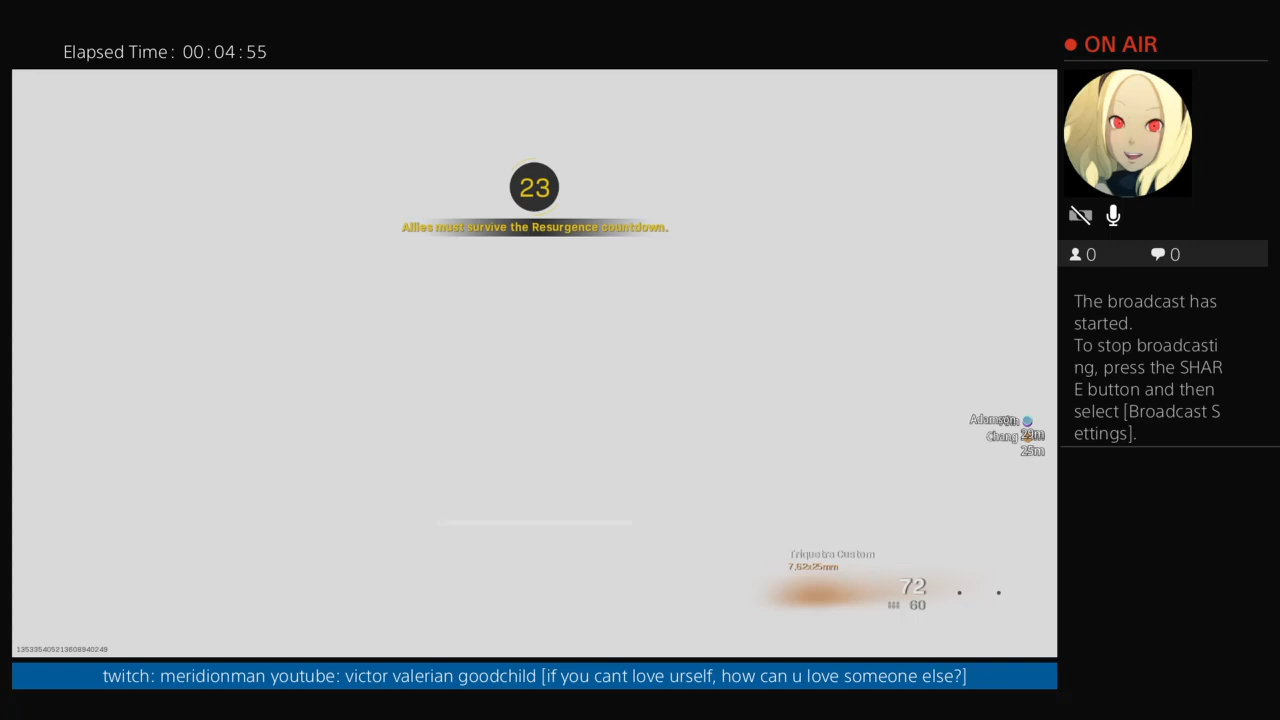 Elapsed Time: 00:04:55
ON AIR
23
Allies must survive the Resurgence countdown.
0 0
The broadcast has
started.
To stop broadcasti
ng, press the SHAR
E button and then
select [Broadcast S
ettings].
Adamson
29m
Chang
25m
Triquetra Custom
7.62x25mm
72
60
135335405213608940249
twitch: meridionman youtube: victor valerian goodchild [if you cant love urself, how can u love someone else?]